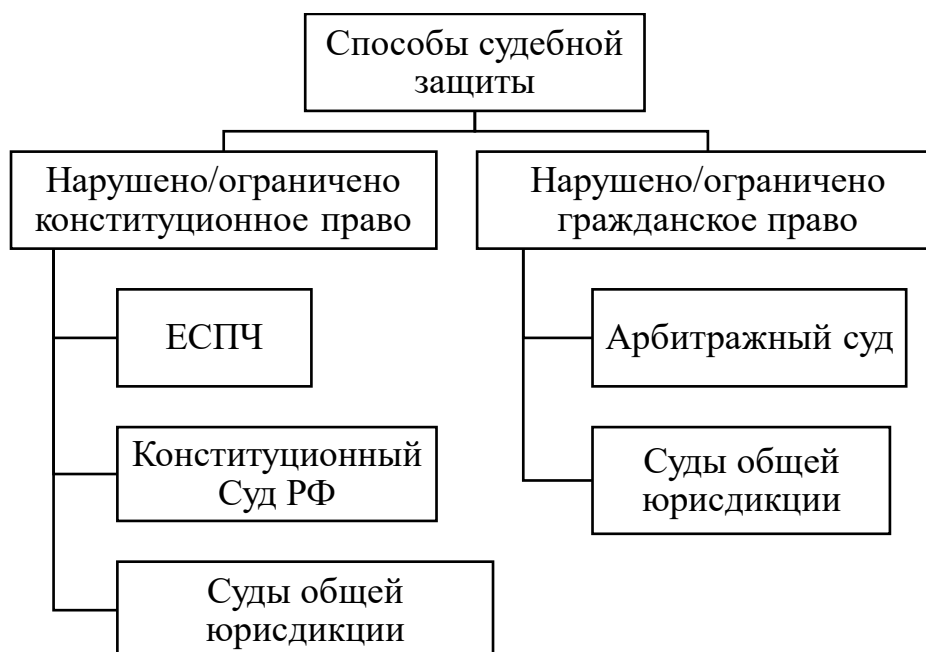 Способы судебной
защиты
Нарушено/ограничено
конституционное право
Нарушено/ограничено
гражданское право
ЕСПЧ
Арбитражный суд
Конституционный
Суд РФ
Суды общей
юрисдикции
Суды общей
юрисдикции